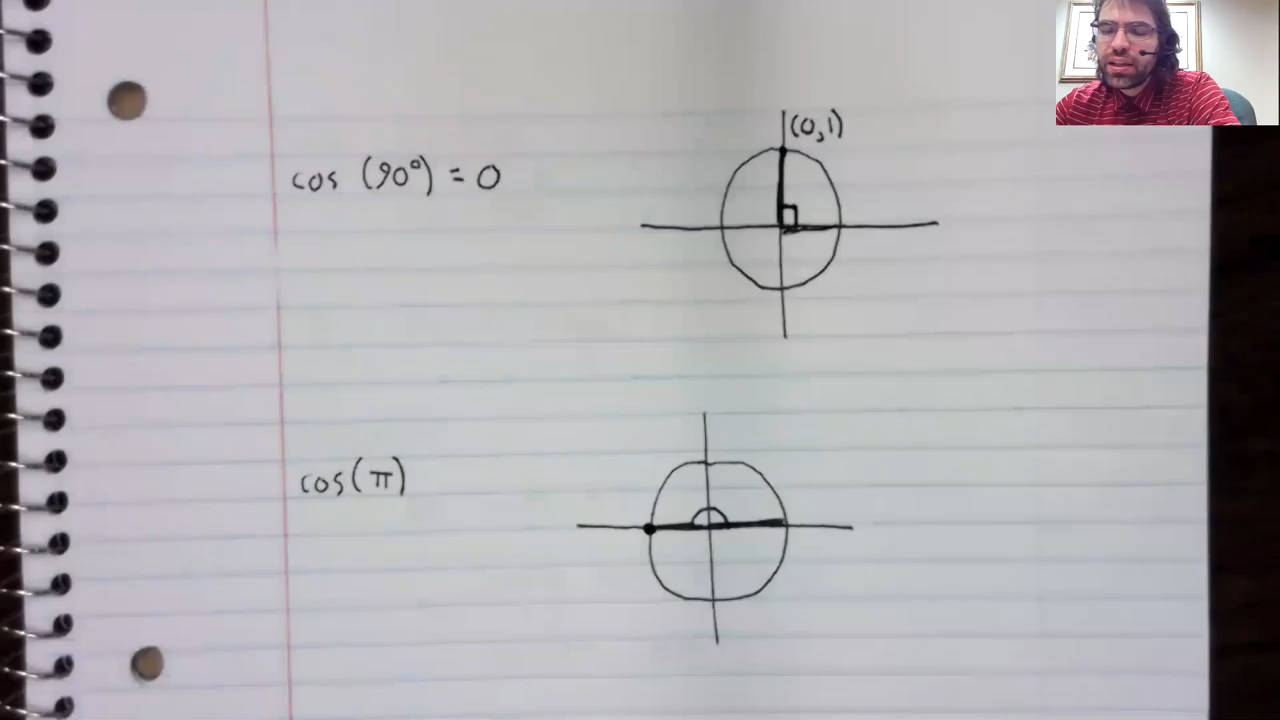 (0,1)
cos (90°) = 0
cos(π)